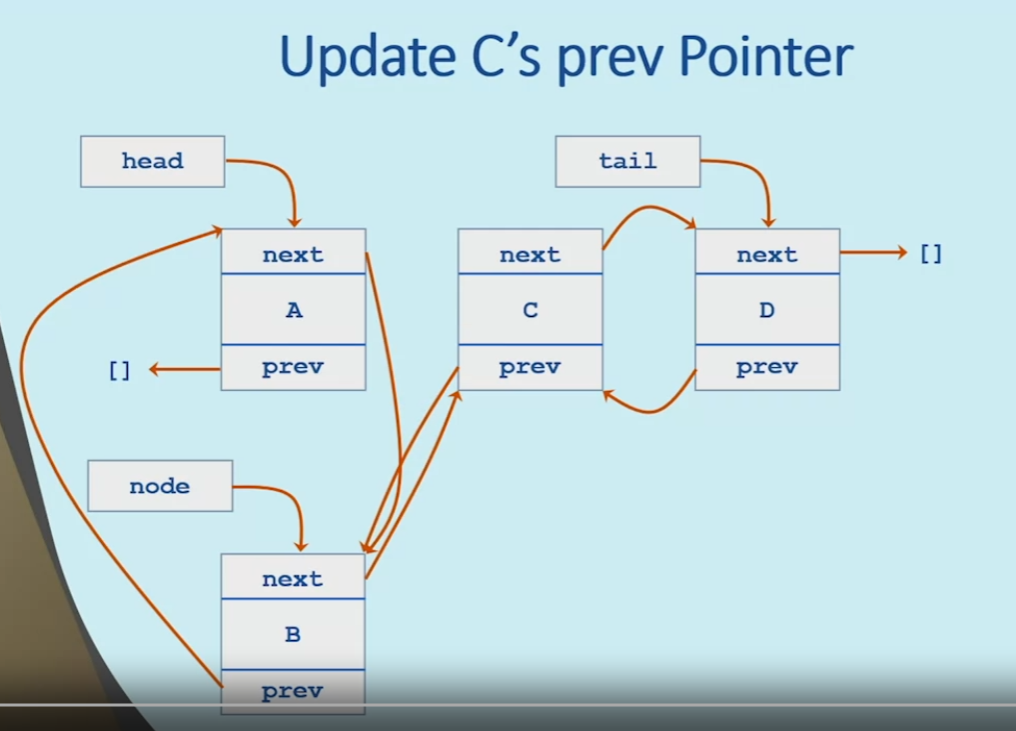 Update C's prev Pointer
head
tail
next
next
next
[]
A
C
D
[]
prev
prev
prev
node
next
B
prev